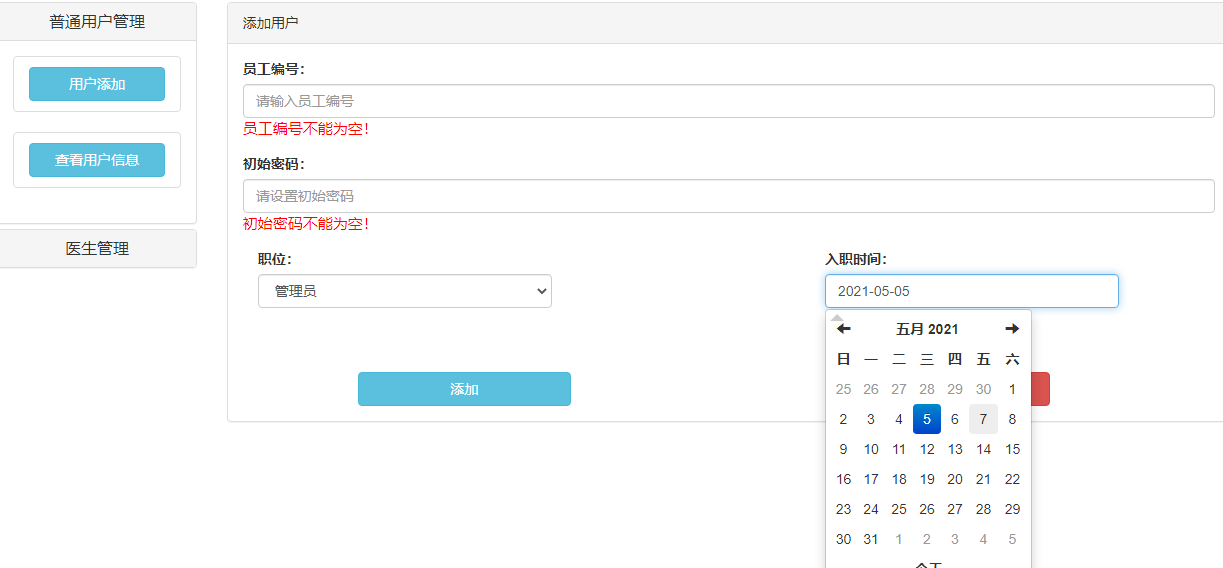 普通用户管理
用户添加
查看用户信息
医生管理
添加用户
员工编号：
请输入员工编号
员工编号不能为空！
初始密码：
请设置初始密码
初始密码不能为空！
职位：
管理员
入职时间：
2021-05-05
五月 2021
日 一 二 三 四 五 六
25 26 27 28 29 30 1
2 3 4 5 6 7 8
9 10 11 12 13 14 15
16 17 18 19 20 21 22
23 24 25 26 27 28 29
30 31 1 2 3 4 5
添加